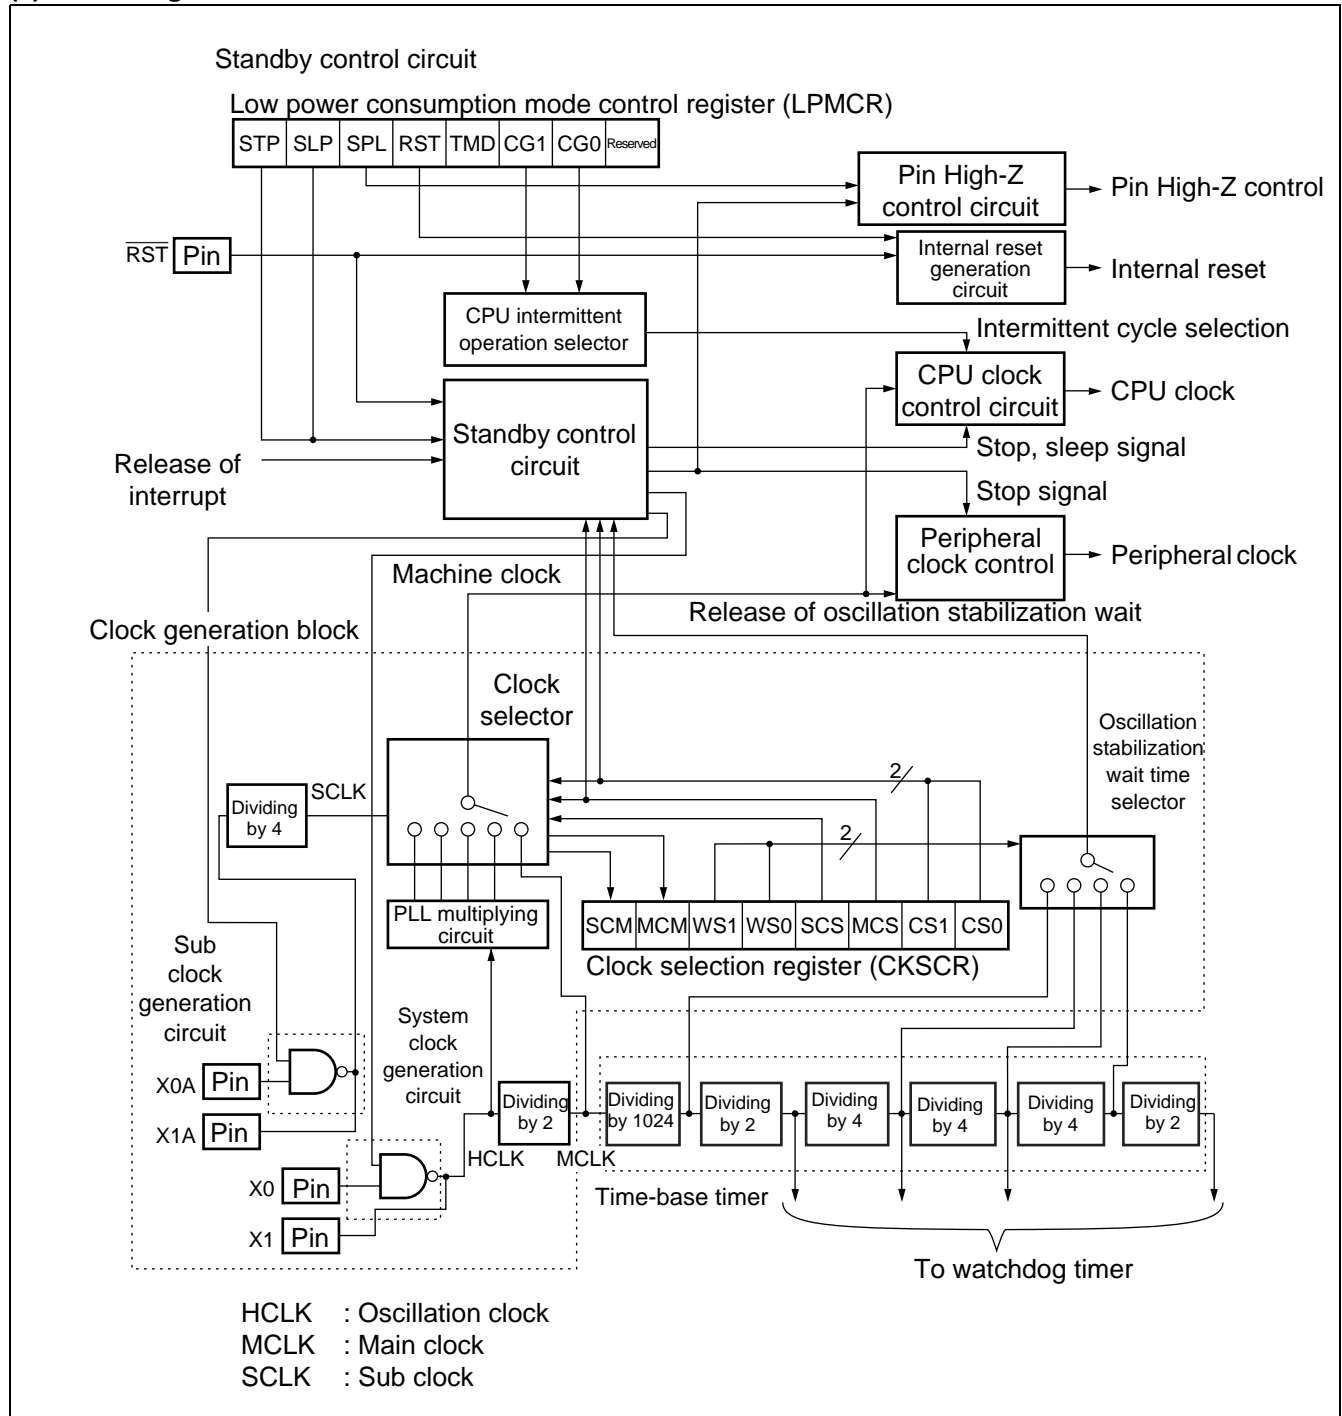 Standby control circuit
Low power consumption mode control register (LPMCR)
STP SLP SPL RST TMD CG1 CG0 Reserved
Pin High-Z
control circuit
Pin High-Z control
RST Pin
Internal reset
generation
circuit
Internal reset
CPU intermittent
operation selector
Intermittent cycle selection
CPU clock
control circuit
CPU clock
Standby control
circuit
Stop, sleep signal
Release of
interrupt
Stop signal
Peripheral
clock control
Peripheral clock
Machine clock
Release of oscillation stabilization wait
Clock generation block
Clock
selector
Oscillation
stabilization
wait time
selector
SCLK
Dividing
by 4
2
2
PLL multiplying
circuit
SCM MCM WS1 WS0 SCS MCS CS1 CS0
Clock selection register (CKSCR)
Sub
clock
generation
circuit
System
clock
generation
circuit
X0A Pin
X1A Pin
Dividing
by 2
Dividing
by 1024
Dividing
by 2
Dividing
by 4
Dividing
by 4
Dividing
by 4
Dividing
by 2
HCLK
MCLK
X0 Pin
X1 Pin
Time-base timer
To watchdog timer
HCLK : Oscillation clock
MCLK : Main clock
SCLK : Sub clock